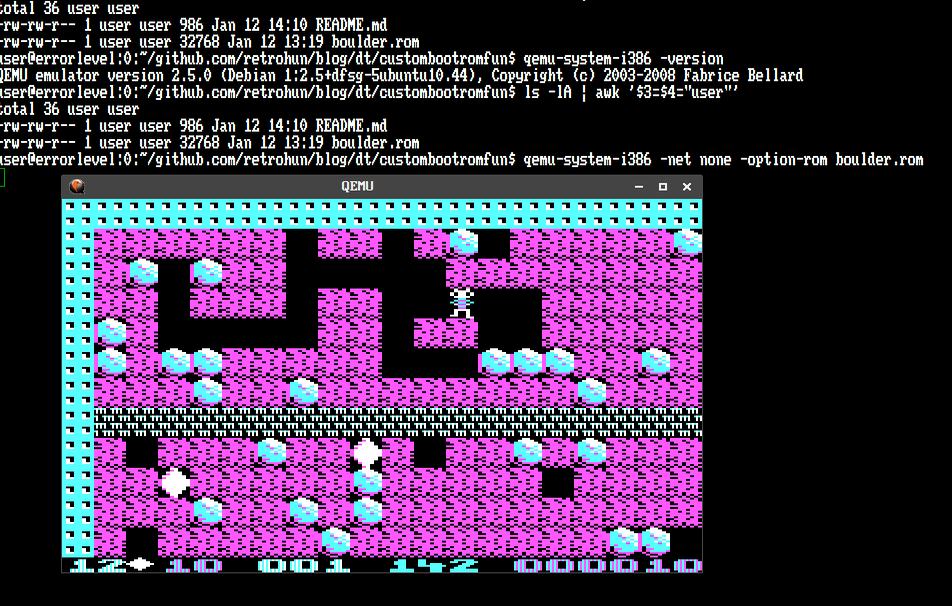 total 36 user user
-rw-rw-r-- 1 user user 986 Jan 12 14:10 README.md
-rw-rw-r-- 1 user user 32768 Jan 12 13:19 boulder.rom
user@errorlevel:0:~/github.com/retrohun/blog/dt/custombootromfun$ qemu-system-i386 -version
QEMU emulator version 2.5.0 (Debian 1:2.5+dfsg-5ubuntu10.44), Copyright (c) 2003-2008 Fabrice Bellard
user@errorlevel:0:~/github.com/retrohun/blog/dt/custombootromfun$ ls -lA | awk '$3=$4="user"'
total 36 user user
-rw-rw-r-- 1 user user 986 Jan 12 14:10 README.md
-rw-rw-r-- 1 user user 32768 Jan 12 13:19 boulder.rom
user@errorlevel:0:~/github.com/retrohun/blog/dt/custombootromfun$ qemu-system-i386 -net none -option-rom boulder.rom
QEMU
12 10 001 142 000010